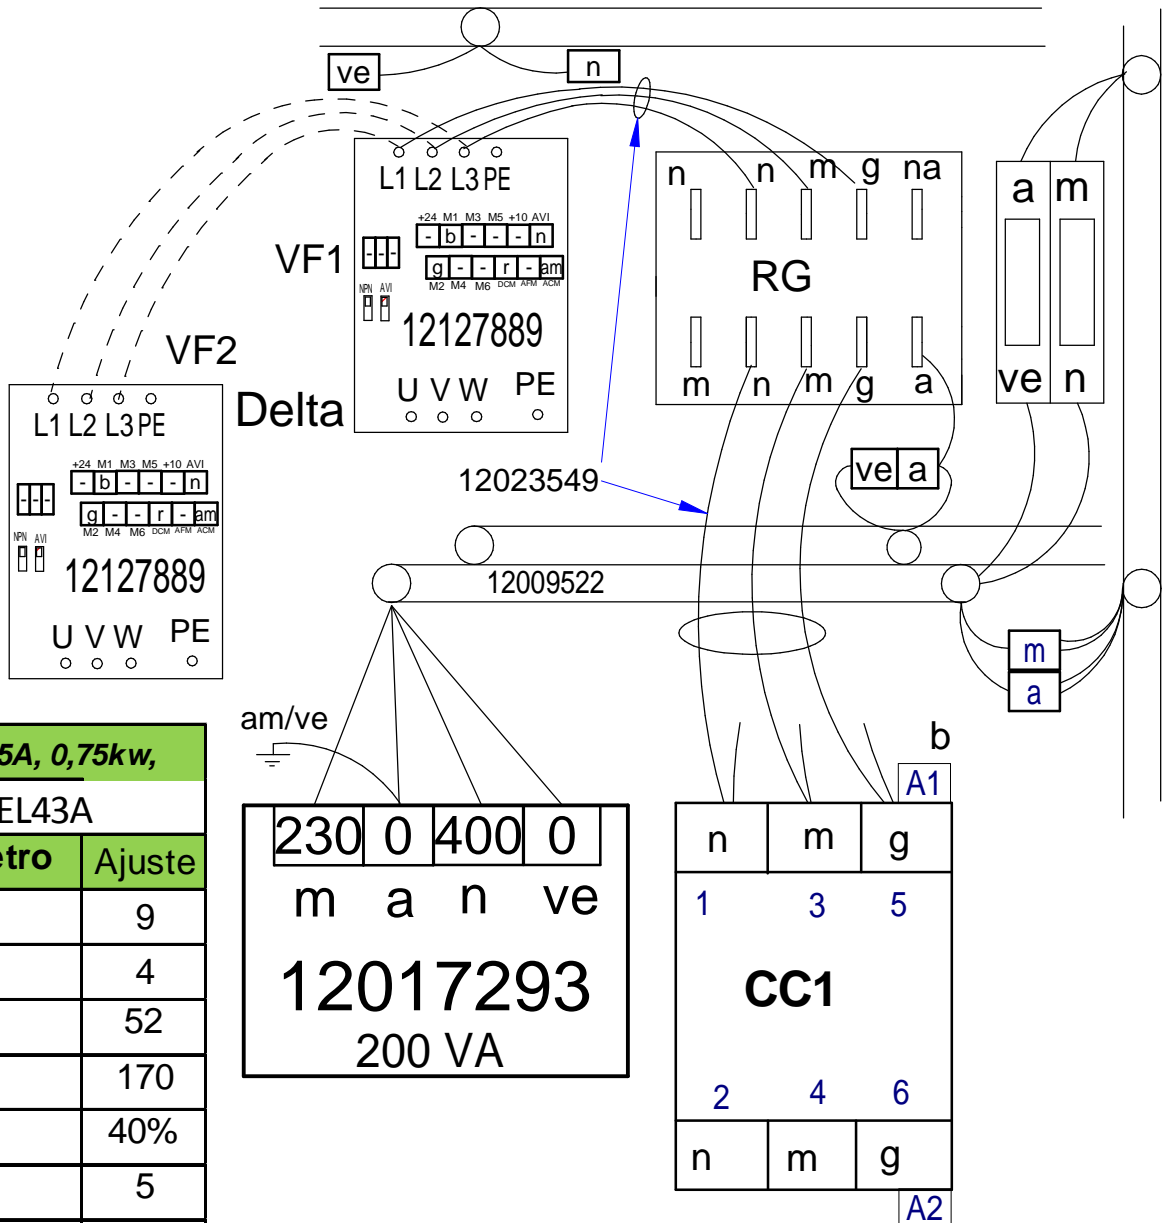 ve
n
L1 L2 L3 PE
+24 M1 M3 M5 +10 AVI
- b - - - n
g - - r - am
M2 M4 M6 DCM AFM ACM
- - -
NPN AVI
VF1
12127889
U V W PE
Delta
VF2
L1 L2 L3 PE
+24 M1 M3 M5 +10 AVI
- b - - - n
g - - r - am
M2 M4 M6 DCM AFM ACM
- - -
NPN AVI
12127889
U V W PE
n n m g na
RG
m n m g a
a m
ve n
ve a
12023549
12009522
m
a
am/ve
230 0 400 0
m a n ve
12017293
200 VA
b
A1
n m g
1 3 5
CC1
2 4 6
n m g
A2
5A, 0,75kw,
EL43A
tro Ajuste
9
4
52
170
40%
5